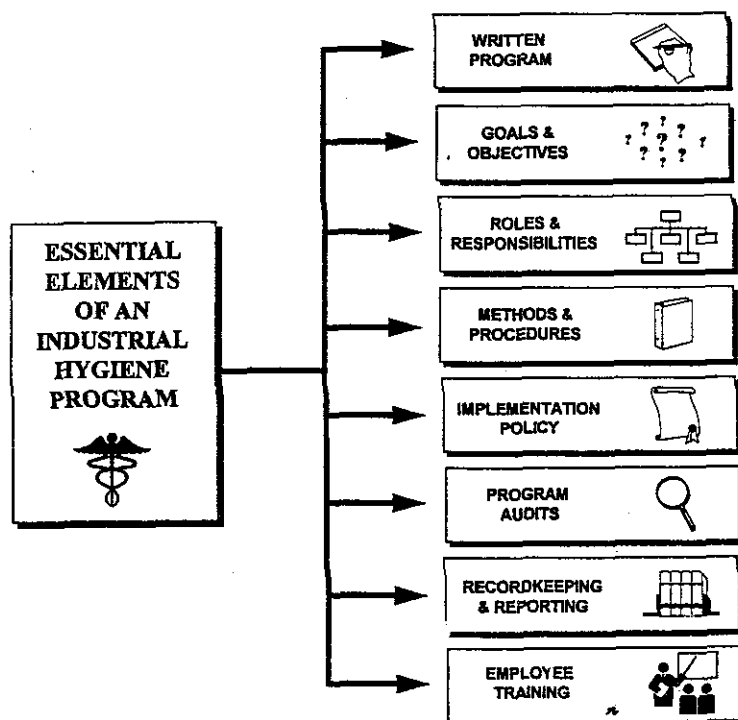 ESSENTIAL
ELEMENTS
OF AN
INDUSTRIAL
HYGIENE
PROGRAM
WRITTEN
PROGRAM
GOALS &
OBJECTIVES
? ? ? ? ? ? ? ? ?
ROLES &
RESPONSIBILITIES
METHODS &
PROCEDURES
IMPLEMENTATION
POLICY
PROGRAM
AUDITS
RECORDKEEPING
& REPORTING
EMPLOYEE
TRAINING